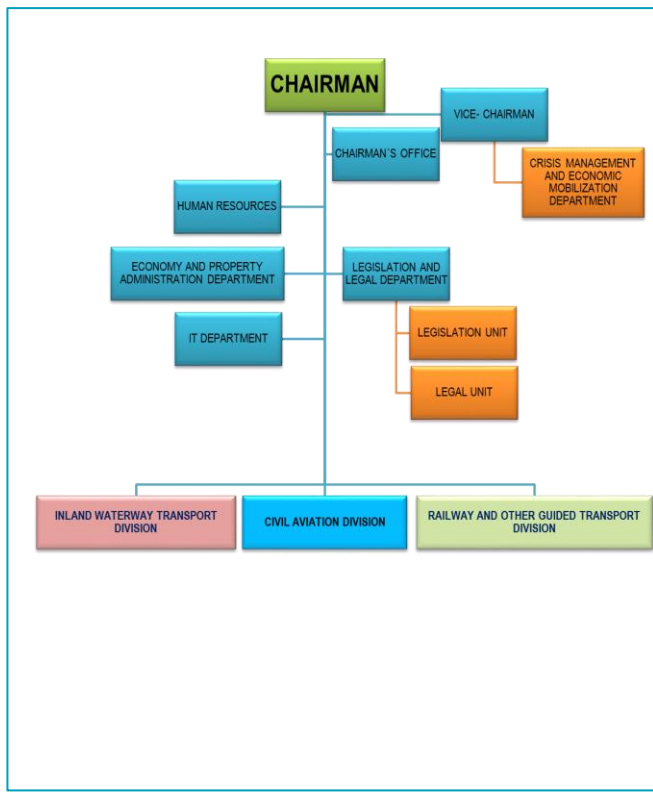 CHAIRMAN
VICE- CHAIRMAN
CHAIRMAN´S OFFICE
CRISIS MANAGEMENT
AND ECONOMIC
MOBILIZATION
DEPARTMENT
HUMAN RESOURCES
ECONOMY AND PROPERTY
ADMINISTRATION DEPARTMENT
LEGISLATION AND
LEGAL DEPARTMENT
IT DEPARTMENT
LEGISLATION UNIT
LEGAL UNIT
INLAND WATERWAY TRANSPORT
DIVISION
CIVIL AVIATION DIVISION
RAILWAY AND OTHER GUIDED TRANSPORT
DIVISION